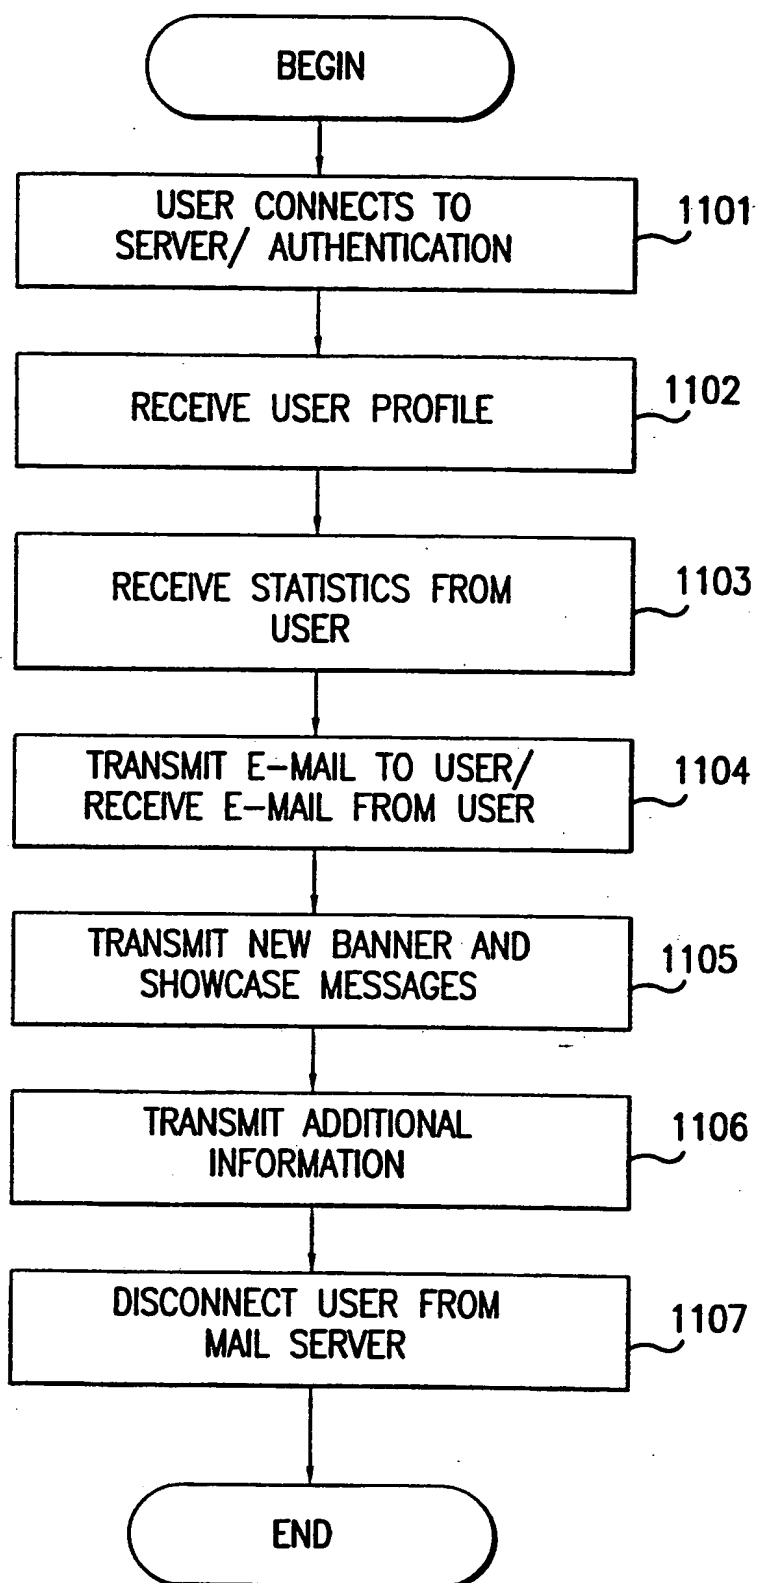 BEGIN
USER CONNECTS TO
SERVER/ AUTHENTICATION
1101
RECEIVE USER PROFILE
1102
RECEIVE STATISTICS FROM
USER
1103
TRANSMIT E-MAIL TO USER/
RECEIVE E-MAIL FROM USER
1104
TRANSMIT NEW BANNER AND
SHOWCASE MESSAGES
1105
TRANSMIT ADDITIONAL
INFORMATION
1106
DISCONNECT USER FROM
MAIL SERVER
1107
END